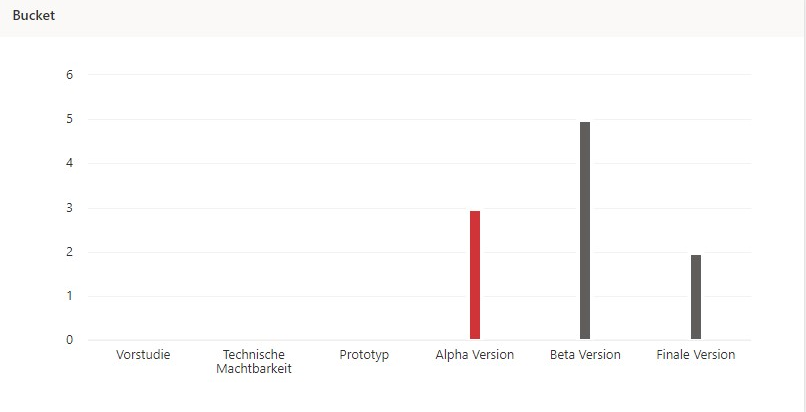 Bucket
6
5
4
3
2
1
0
Vorstudie
Technische
Machtbarkeit
Prototyp
Alpha Version
Beta Version
Finale Version